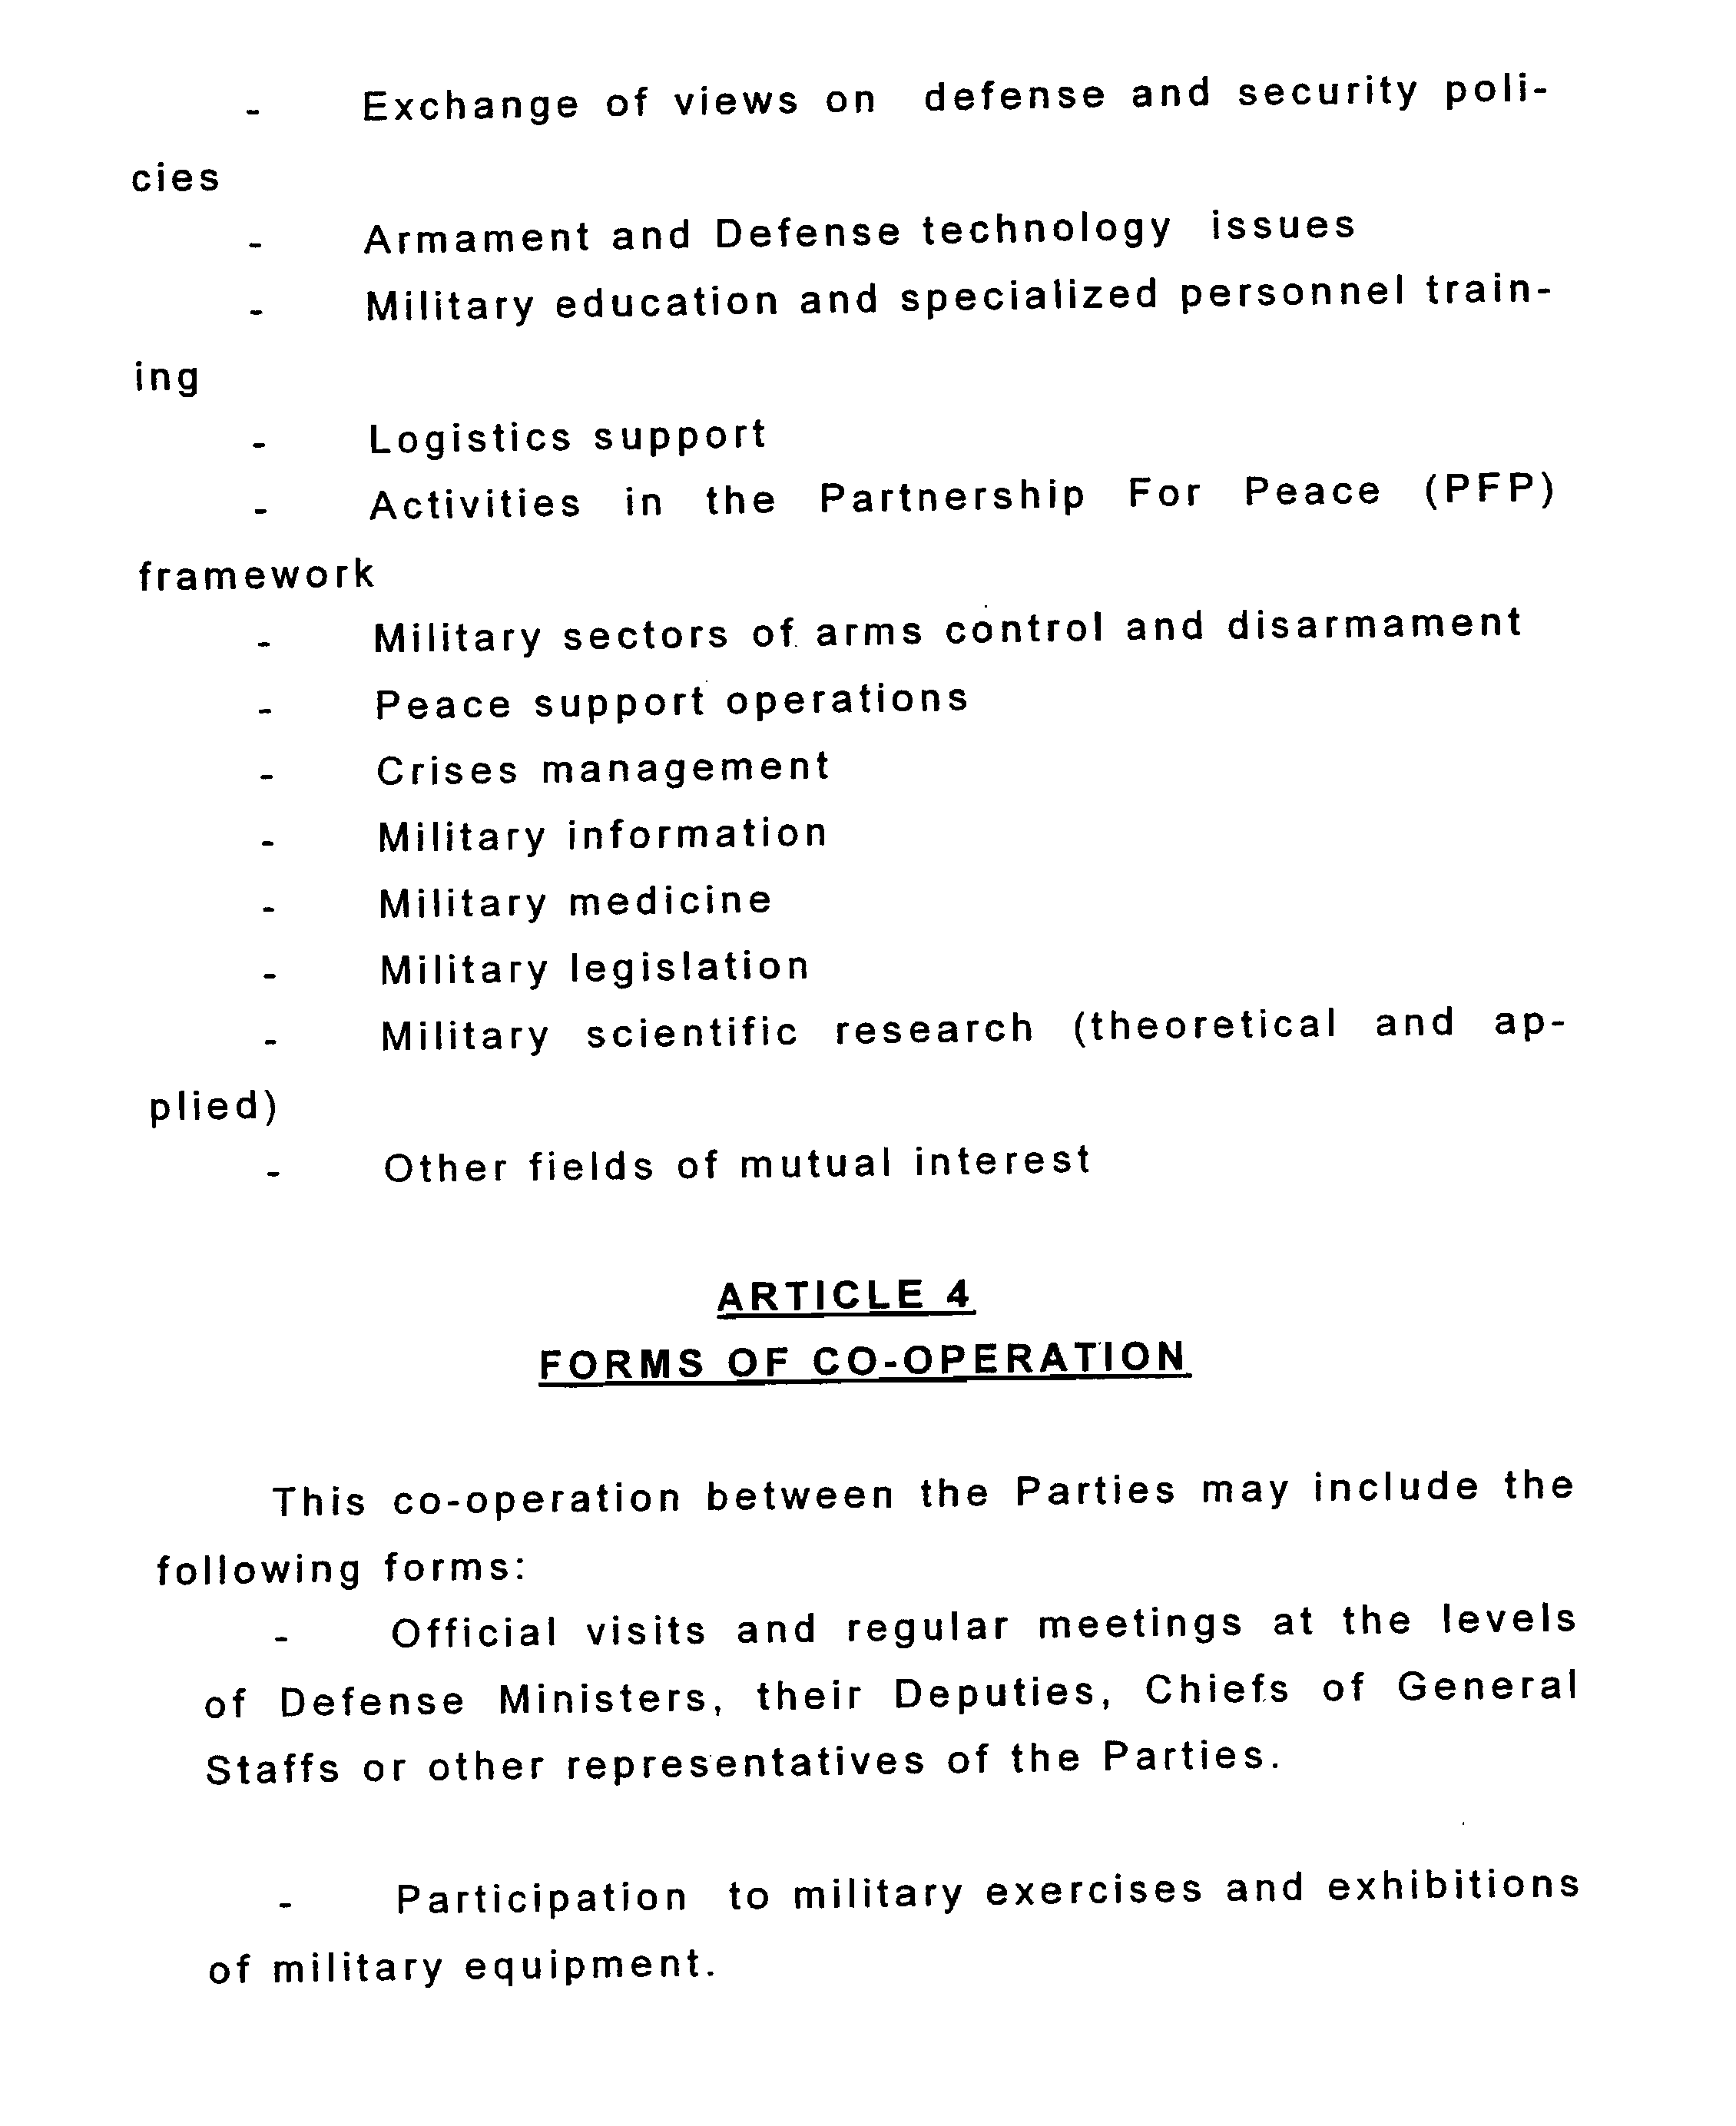 - Exchange of views on defense and security poli-
cies
- Armament and Defense technology issues
- Military education and specialized personnel train-
ing
- Logistics support
- Activities in the Partnership For Peace (PFP)
framework
- Military sectors of arms control and disarmament
- Peace support operations
- Crises management
- Military information
- Military medicine
- Military legislation
- Military scientific research (theoretical and ap-
plied)
- Other fields of mutual interest
ARTICLE 4
FORMS OF CO-OPERATION
This co-operation between the Parties may include the
following forms:
- Official visits and regular meetings at the levels
of Defense Ministers, their Deputies, Chiefs of General
Staffs or other representatives of the Parties.
- Participation to military exercises and exhibitions
of military equipment.